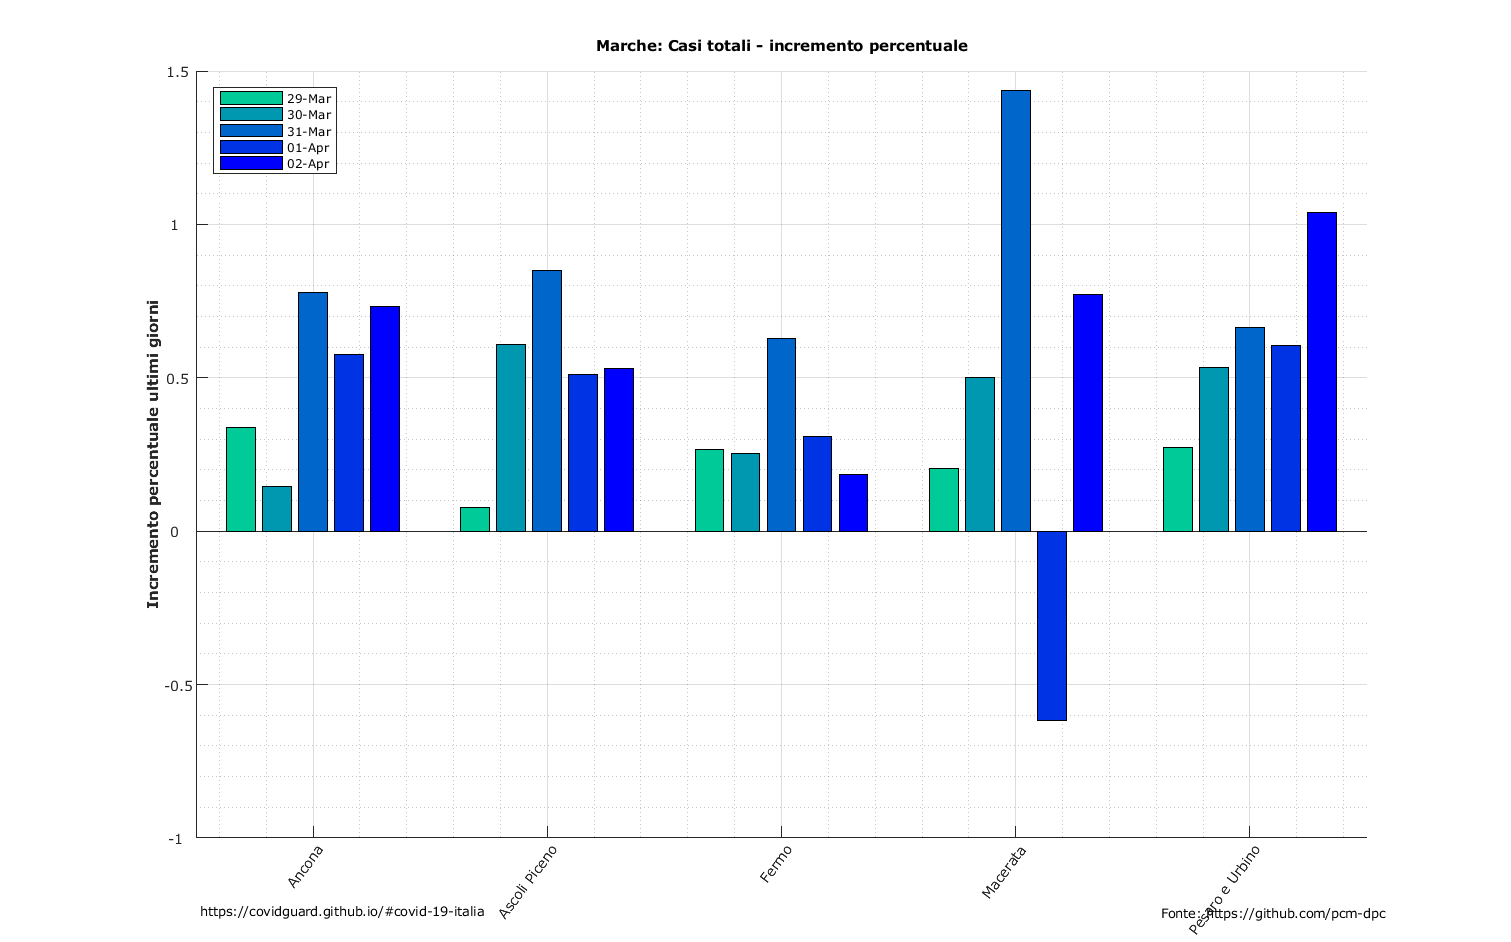 Marche: Casi totali - incremento percentuale
Incremento percentuale ultimi giorni
1.5
1
0.5
0
-0.5
-1
29-Mar
30-Mar
31-Mar
01-Apr
02-Apr
Ancona
Ascoli Piceno
Fermo
Macerata
Pesaro e Urbino
https://covidguard.github.io/#covid-19-italia
Fonte: https://github.com/pcm-dpc